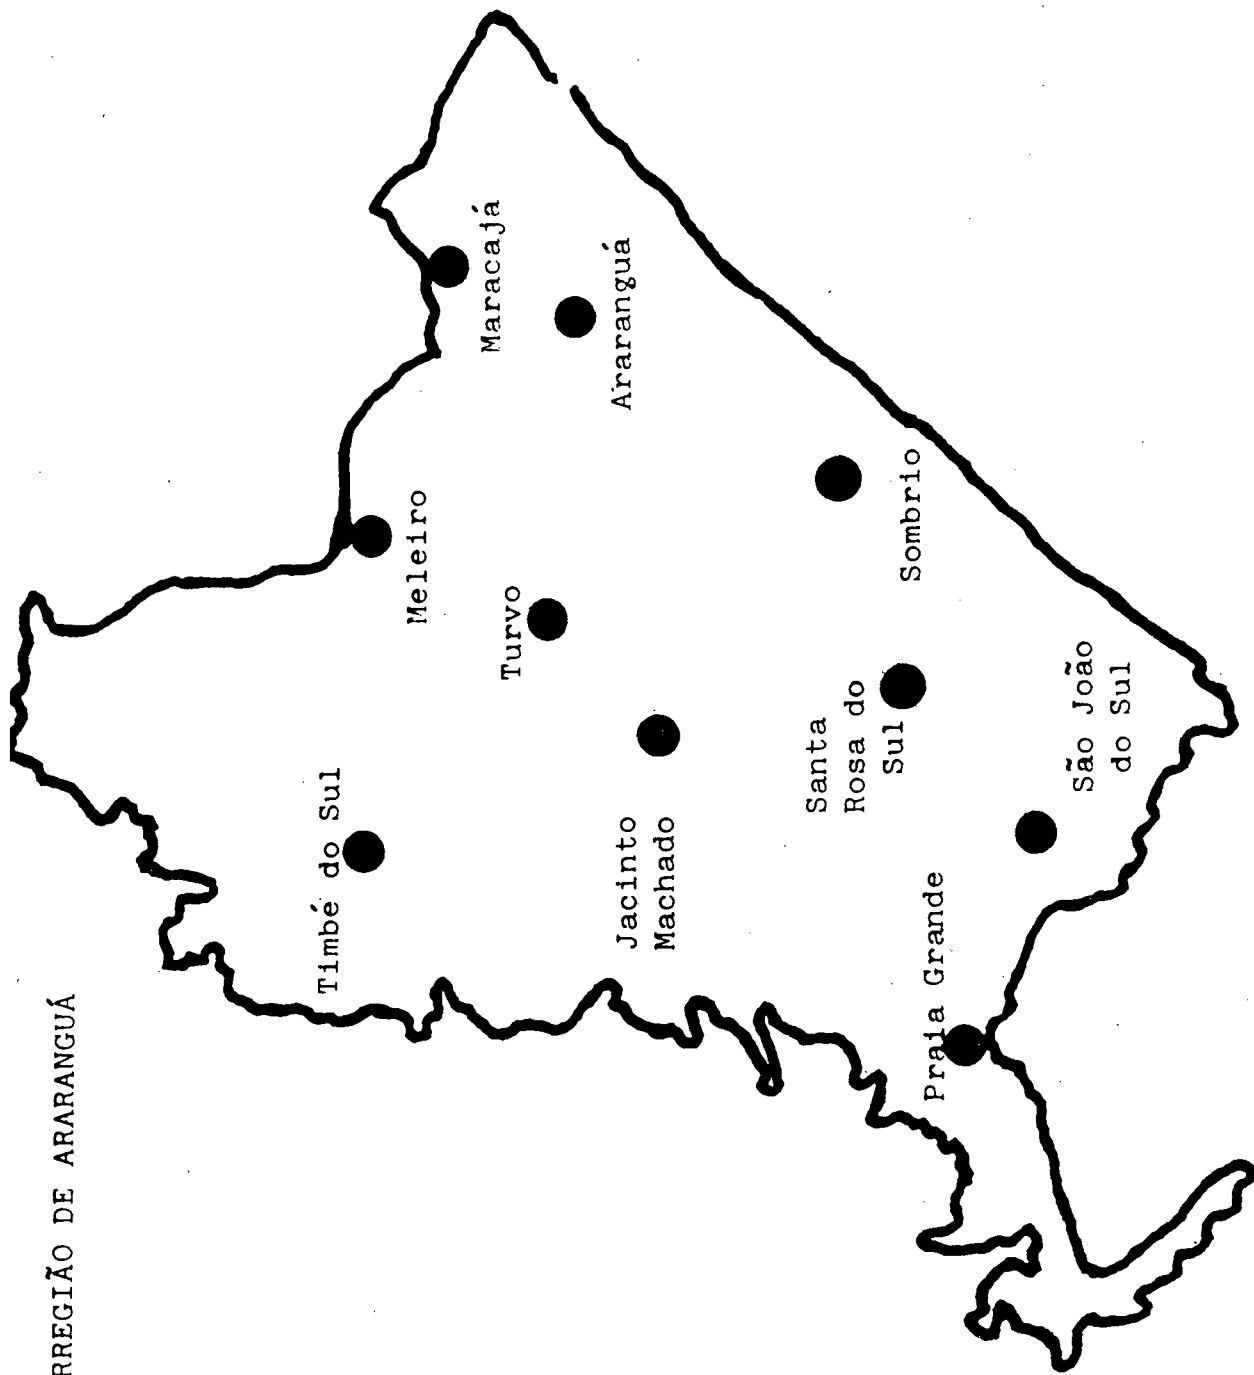 RREGIÃO DE ARARANGUÁ
Timbé do Sul
Meleiro
Maracajá
Turvo
Araranguá
Jacinto
Machado
Santa
Rosa do
Sul
Sombrio
Praia Grande
São João
do Sul